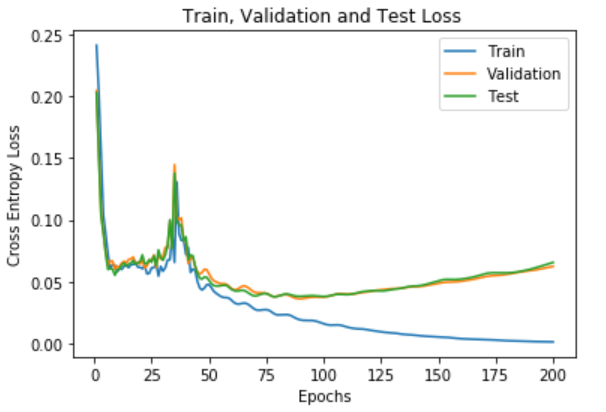 Train, Validation and Test Loss
Cross Entropy Loss
0.25
0.20
0.15
0.10
0.05
0.00
Train
Validation
Test
0 25 50 75 100 125 150 175 200
Epochs